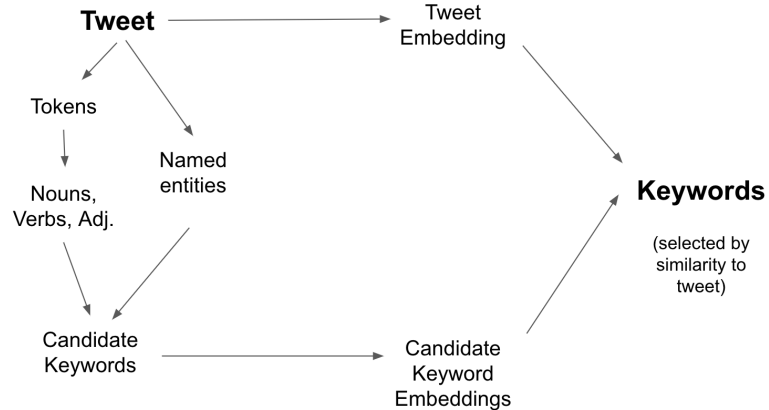 Tweet
Tweet
Embedding
Tokens
Named
entities
Nouns,
Verbs, Adj.
Keywords
(selected by
similarity to
tweet)
Candidate
Keywords
Candidate
Keyword
Embeddings